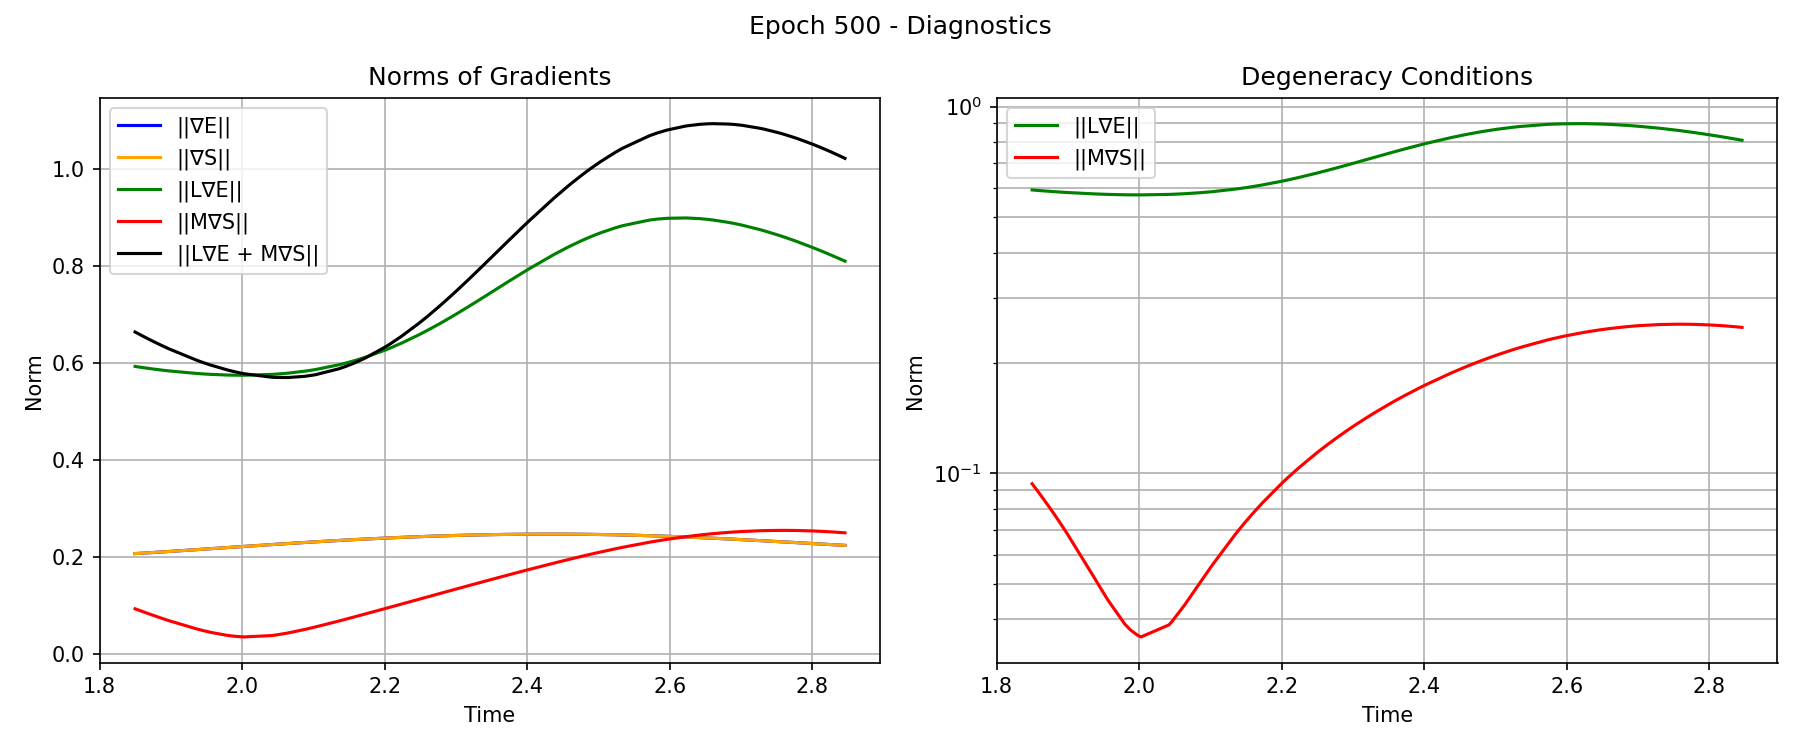 Epoch 500 - Diagnostics
Norms of Gradients
||∇E||
||∇S||
||L∇E||
||M∇S||
||L∇E + M∇S||
1.0
0.8
0.6
0.4
0.2
0.0
Norm
1.8 2.0 2.2 2.4 2.6 2.8
Time
Degeneracy Conditions
||L∇E||
||M∇S||
10⁰
10⁻¹
Norm
1.8 2.0 2.2 2.4 2.6 2.8
Time